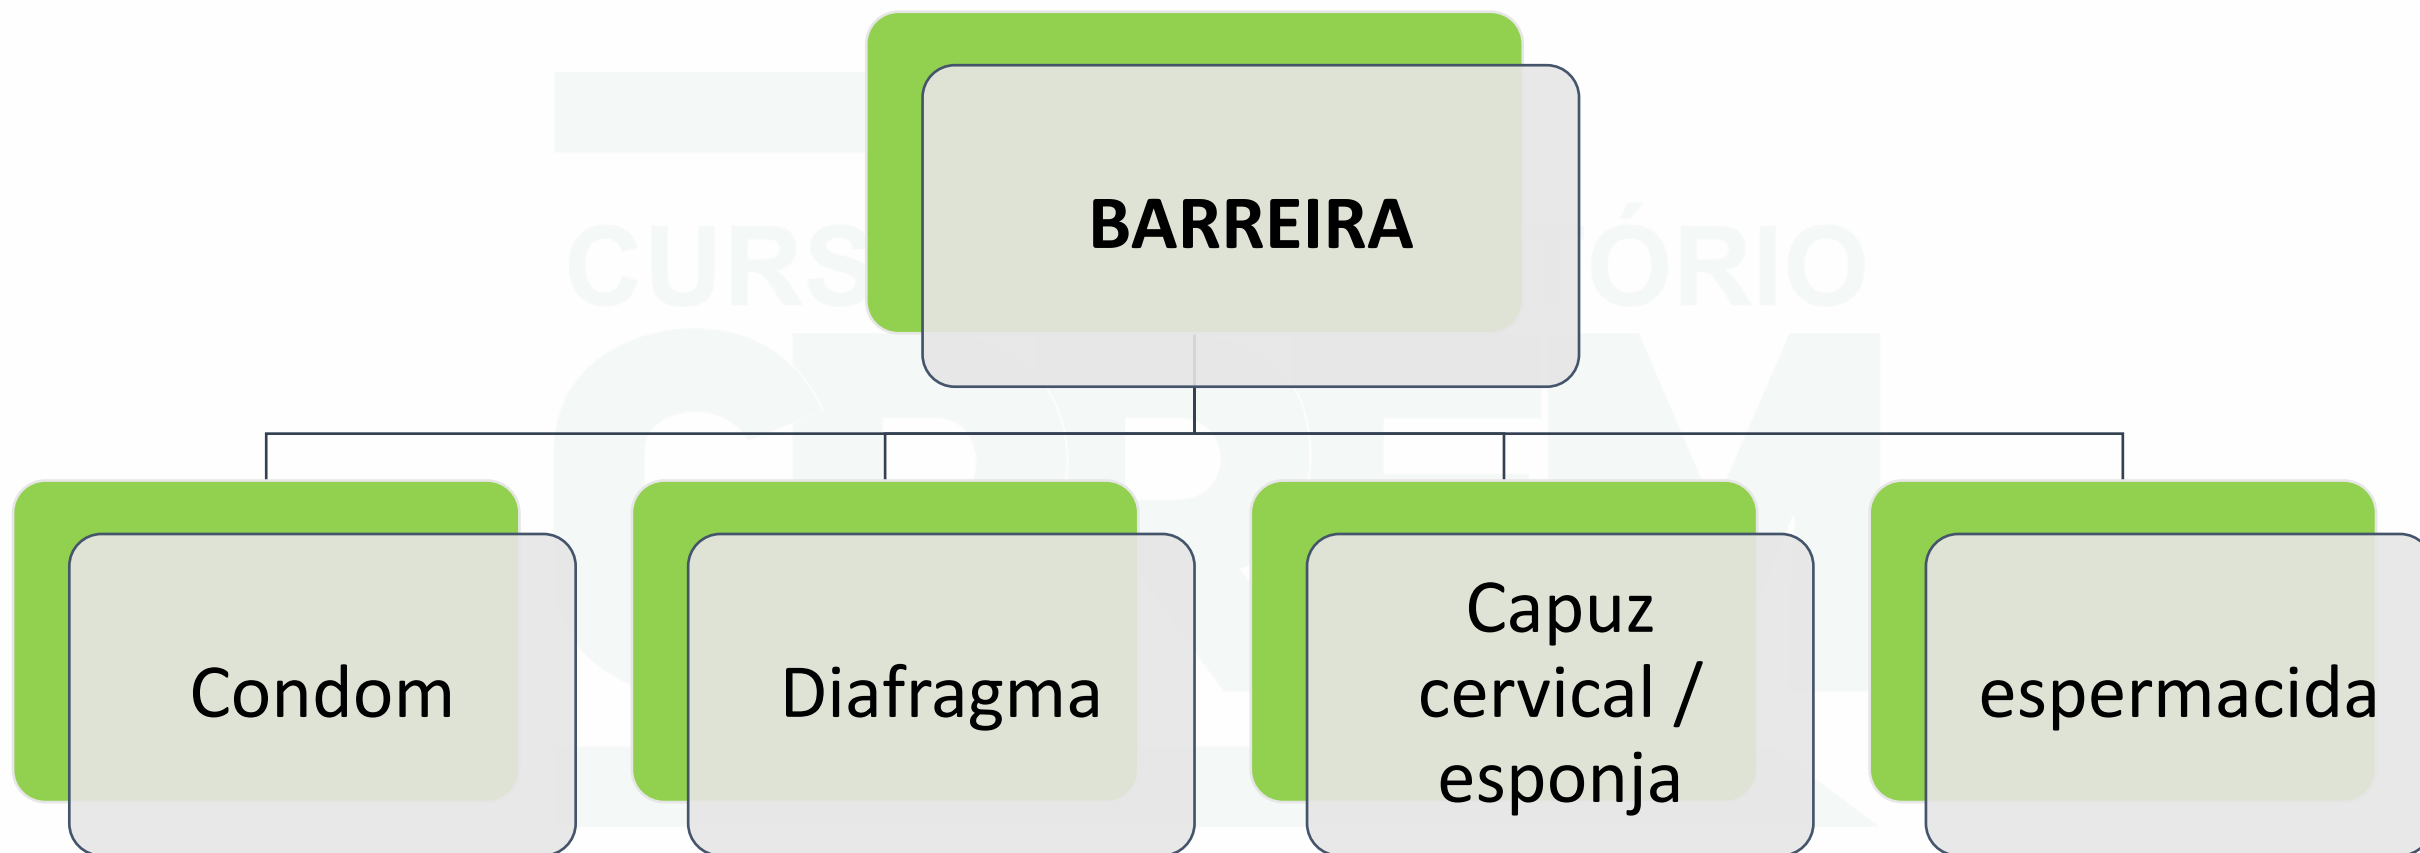 BARREIRA
Condom
Diafragma
Capuz
cervical /
esponja
espermacida